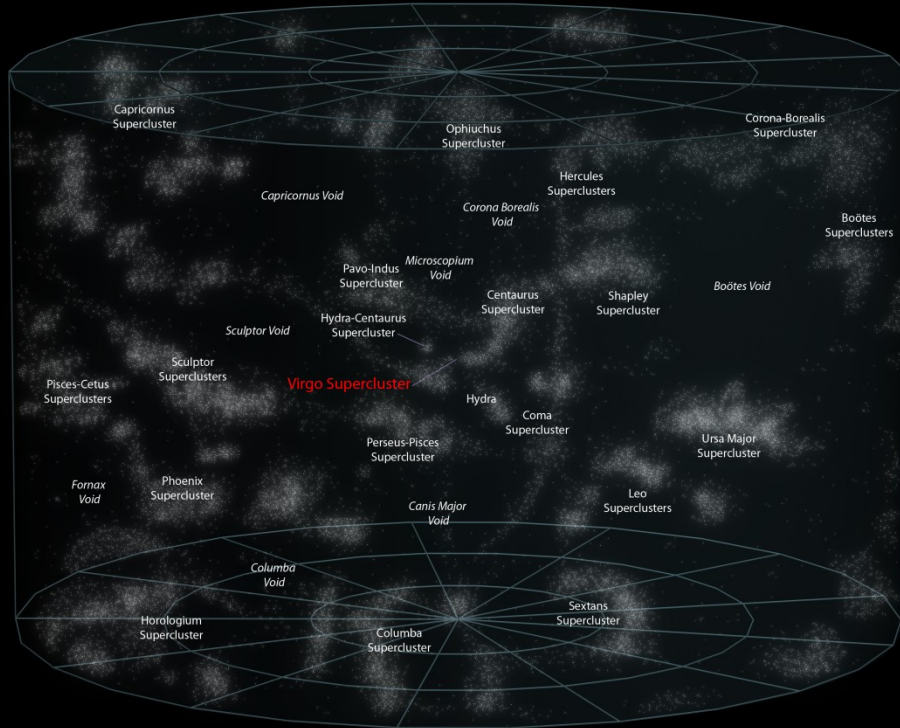 Capricornus
Supercluster
Ophiuchus
Supercluster
Corona-Borealis
Supercluster
Capricornus Void
Hercules
Superclusters
Corona Borealis
Void
Boötes
Superclusters
Pavo-Indus
Supercluster
Microscopium
Void
Centaurus
Supercluster
Shapley
Supercluster
Boötes Void
Sculptor Void
Hydra-Centaurus
Supercluster
Sculptor
Superclusters
Pisces-Cetus
Superclusters
Virgo Supercluster
Hydra
Coma
Supercluster
Perseus-Pisces
Supercluster
Ursa Major
Supercluster
Fornax
Void
Phoenix
Supercluster
Canis Major
Void
Leo
Superclusters
Columba
Void
Horologium
Supercluster
Columba
Supercluster
Sextans
Supercluster